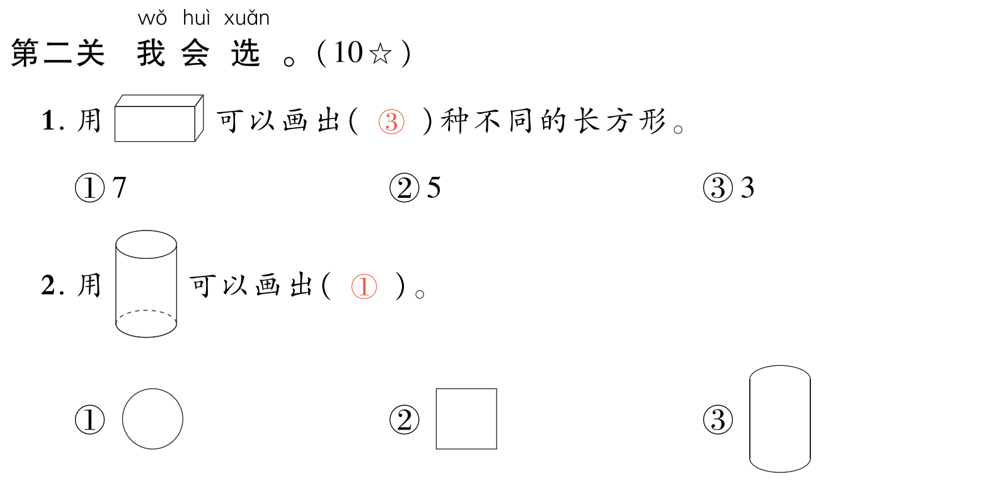 wǒ huì xuǎn
第二关 我会选。(10☆)
1. 用 可以画出( ③ )种不同的长方形。
①7 ②5 ③3
2. 用 可以画出( ① )。
① ② ③